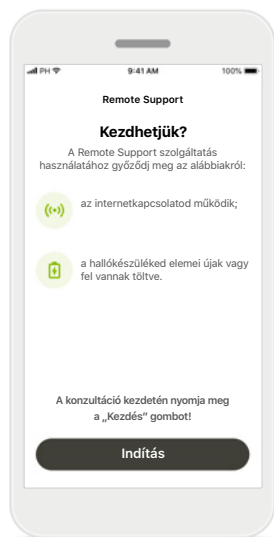 PH 9:41 AM 100%
Remote Support
Kezdhetjük?
A Remote Support szolgáltatás
használatához győződj meg az alábbiakról:
az internetkapcsolatod működik;
a hallókészüléked elemei újak vagy
fel vannak töltve.
A konzultáció kezdetén nyomja meg
a „Kezdés” gombot!
Indítás